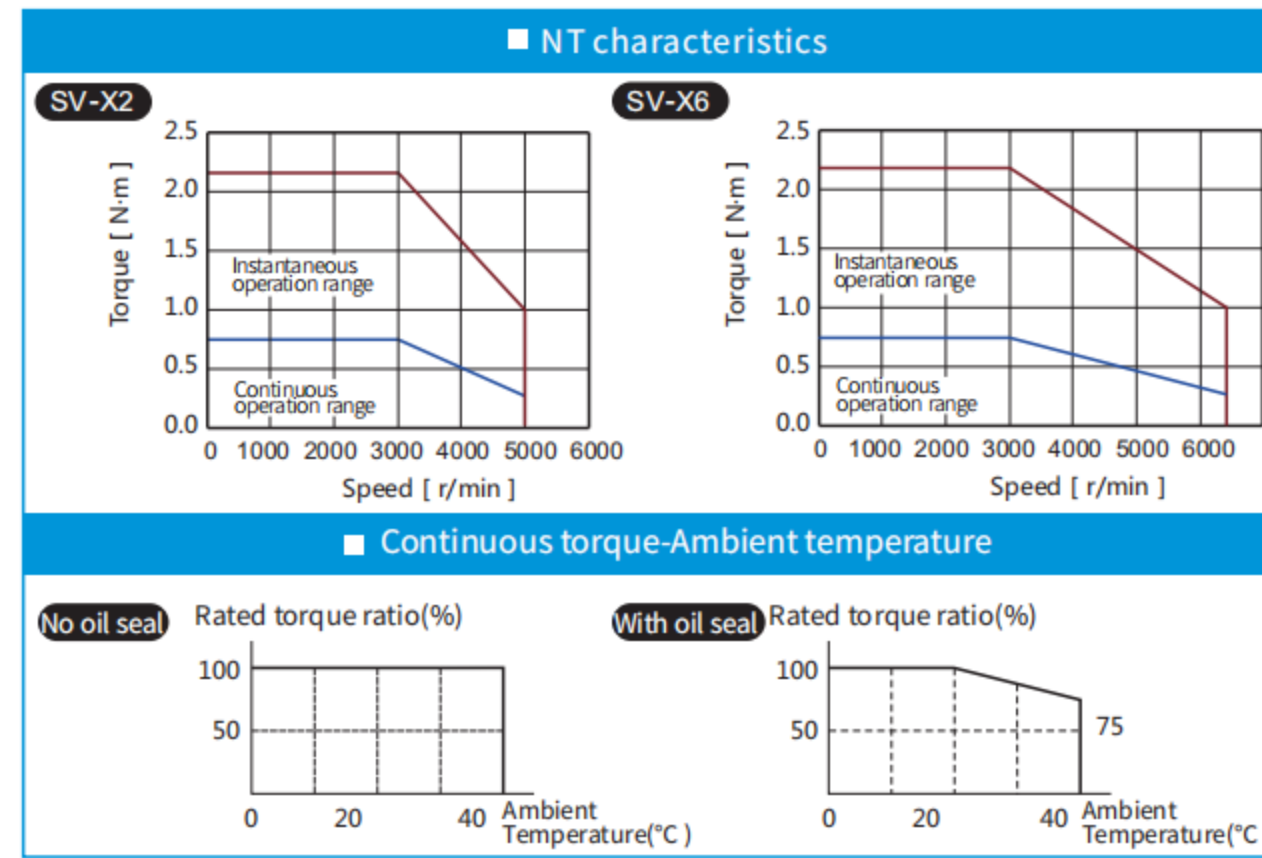 NT characteristics
SV-X2
SV-X6
2.5
2.0
1.5
1.0
0.5
0.0
Torque [ N·m ]
Instantaneous
operation range
Continuous
operation range
0 1000 2000 3000 4000 5000 6000
Speed [ r/min ]
2.5
2.0
1.5
1.0
0.5
0.0
Torque [ N·m ]
Instantaneous
operation range
Continuous
operation range
0 1000 2000 3000 4000 5000 6000
Speed [ r/min ]
Continuous torque-Ambient temperature
No oil seal
Rated torque ratio(%)
100
50
0 20 40
Ambient
Temperature(°C )
With oil seal
Rated torque ratio(%)
100
50
75
0 20 40
Ambient
Temperature(°C